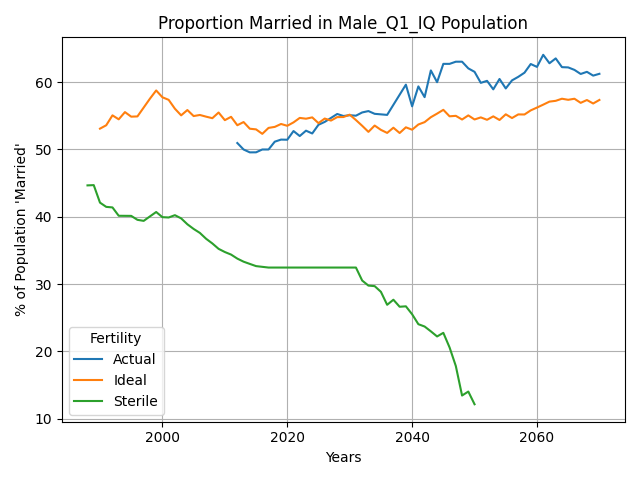 Proportion Married in Male_Q1_IQ Population
% of Population 'Married'
60
50
40
30
20
10
Fertility
Actual
Ideal
Sterile
2000 2020 2040 2060
Years